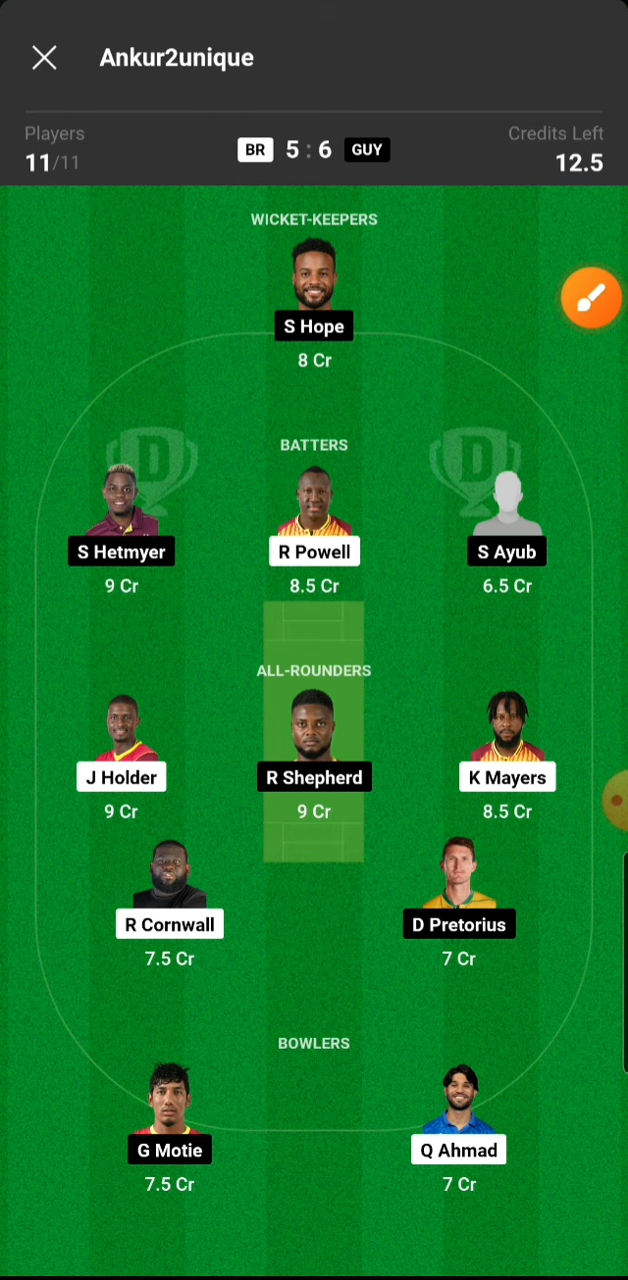 Ankur2unique
Players
Credits Left
11/11
BR 5 : 6 GUY
12.5
WICKET-KEEPERS
S Hope
8 Cr
BATTERS
D D
S Hetmyer R Powell S Ayub
9 Cr 8.5 Cr 6.5 Cr
ALL-ROUNDERS
J Holder R Shepherd K Mayers
9 Cr 9 Cr 8.5 Cr
R Cornwall D Pretorius
7.5 Cr 7 Cr
BOWLERS
G Motie Q Ahmad
7.5 Cr 7 Cr